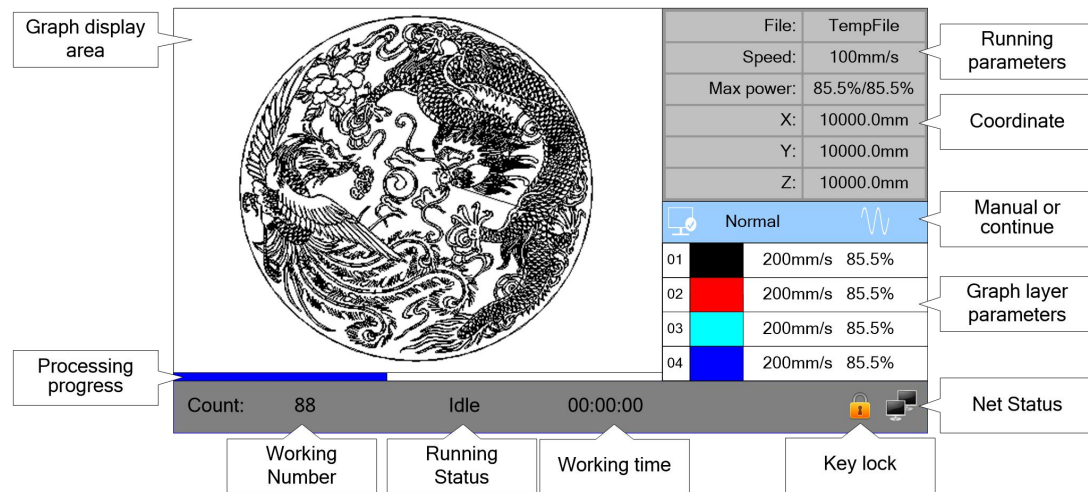 Graph display
area
File: TempFile
Speed: 100mm/s
Max power: 85.5%/85.5%
X: 10000.0mm
Y: 10000.0mm
Z: 10000.0mm
Running
parameters
Coordinate
Normal
Manual or
continue
01 200mm/s 85.5%
02 200mm/s 85.5%
03 200mm/s 85.5%
04 200mm/s 85.5%
Graph layer
parameters
Processing
progress
Count: 88 Idle 00:00:00
Net Status
Working
Number
Running
Status
Working time
Key lock